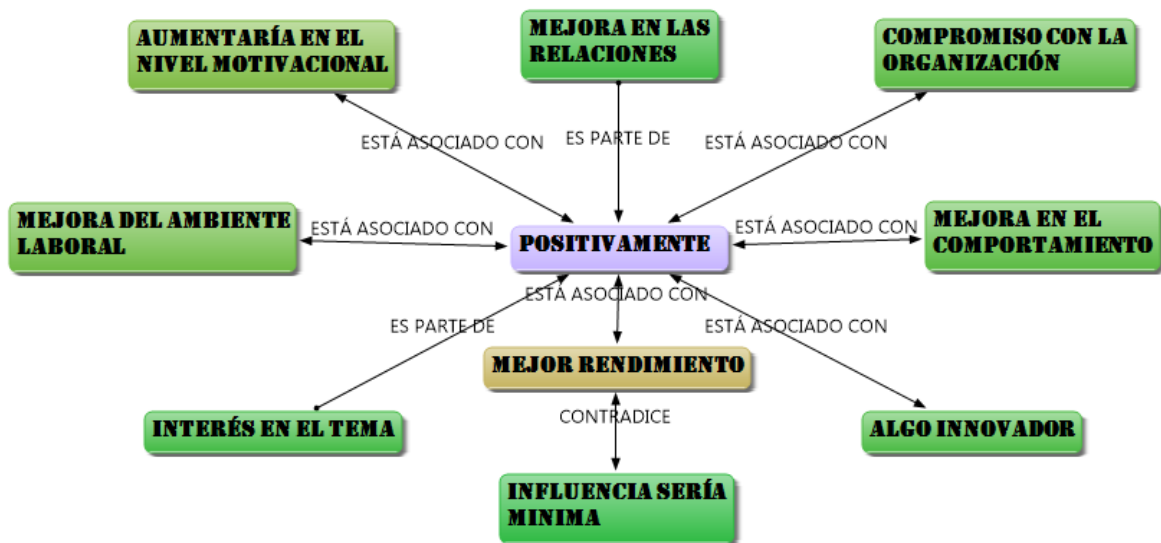 AUMENTARÍA EN EL
NIVEL MOTIVACIONAL
MEJORA EN LAS
RELACIONES
COMPROMISO CON LA
ORGANIZACIÓN
ESTÁ ASOCIADO CON
ES PARTE DE
ESTÁ ASOCIADO CON
MEJORA DEL AMBIENTE
LABORAL
ESTÁ ASOCIADO CON
POSITIVAMENTE
ESTÁ ASOCIADO CON
MEJORA EN EL
COMPORTAMIENTO
ESTÁ ASOCIADO CON
ES PARTE DE
ESTÁ ASOCIADO CON
MEJOR RENDIMIENTO
INTERÉS EN EL TEMA
CONTRADICE
ALGO INNOVADOR
INFLUENCIA SERÍA
MINIMA